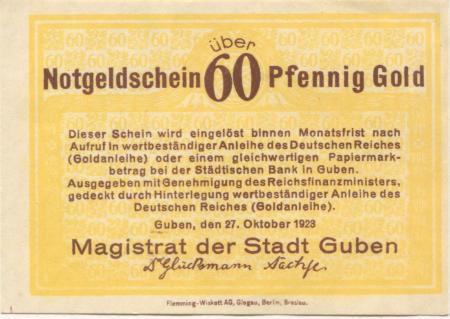 über
Notgeldschein 60 Pfennig Gold
Dieser Schein wird eingelöst binnen Monatsfrist nach
Aufruf in wertbeständiger Anleihe des Deutschen Reiches
(Goldanleihe) oder einem gleichwertigen Papiermark-
betrag bei der Städtischen Bank in Guben.
Ausgegeben mit Genehmigung des Reichsfinanzministers,
gedeckt durch Hinterlegung wertbeständiger Anleihe des
Deutschen Reiches (Goldanleihe).
Guben, den 27. Oktober 1923
Magistrat der Stadt Guben
Dr Glücksmann
Flemming-Wiskott AG, Glogau, Berlin, Breslau.